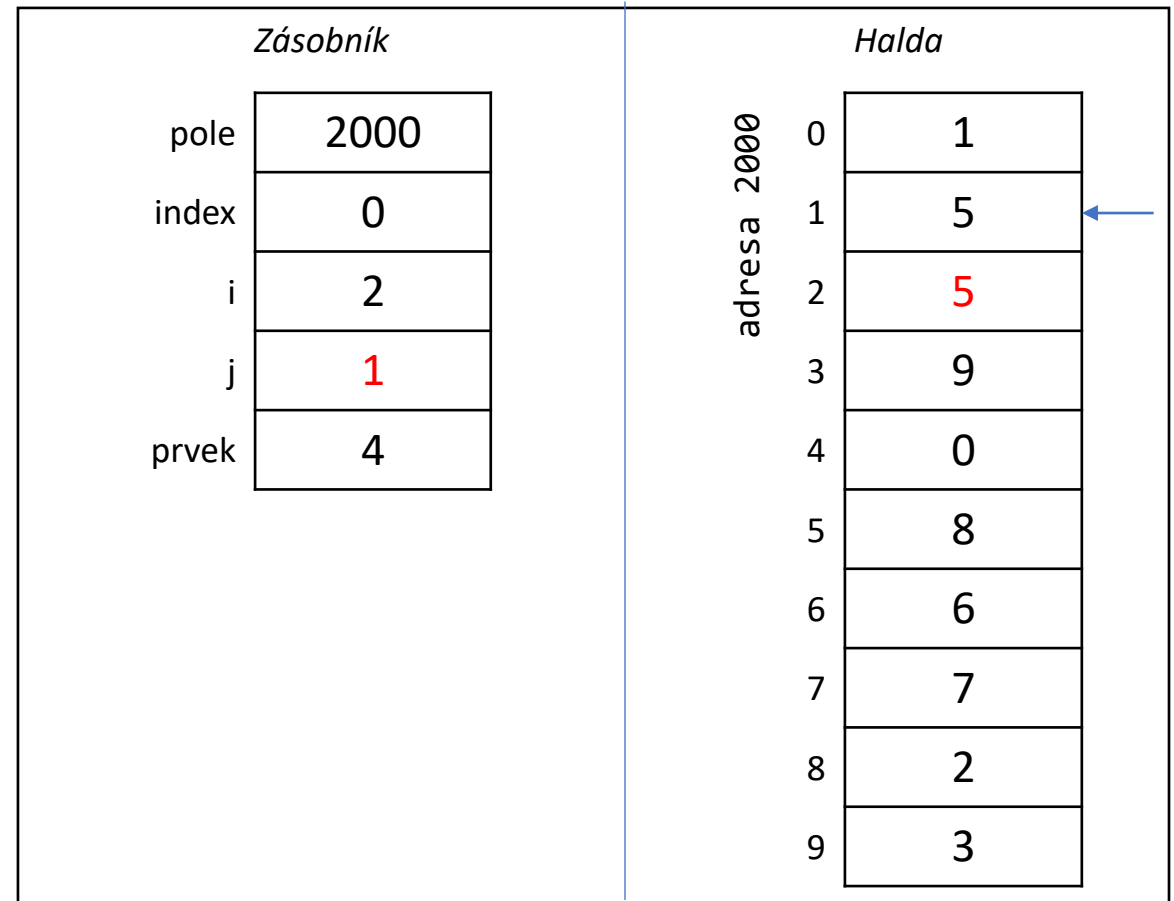 Zásobník
pole 2000
index 0
i 2
j 1
prvek 4
Halda
adresa 2000
0 1
1 5
2 5
3 9
4 0
5 8
6 6
7 7
8 2
9 3